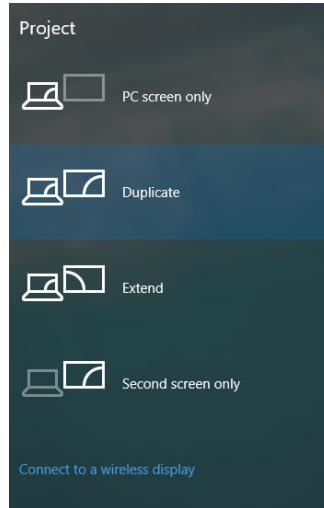 Project
PC screen only
Duplicate
Extend
Second screen only
Connect to a wireless display